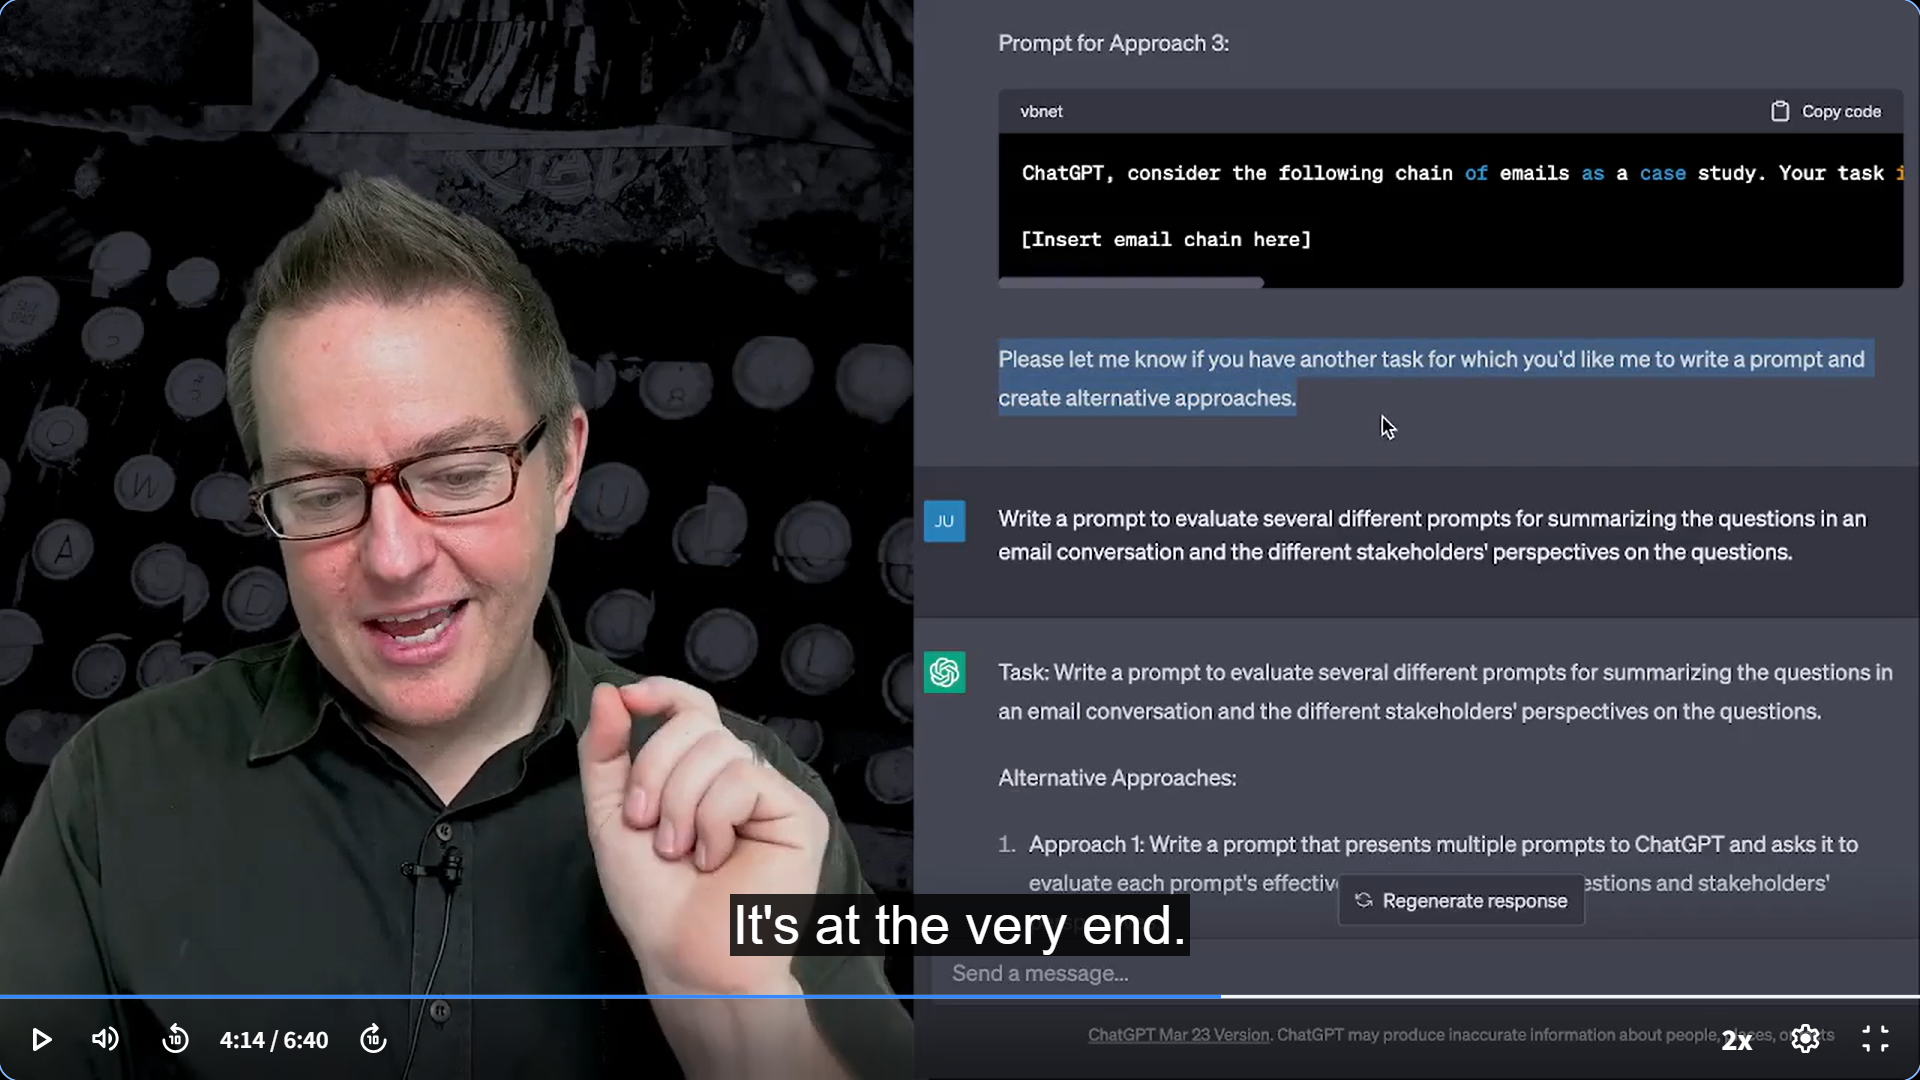 Prompt for Approach 3:
vbnet
Copy code
ChatGPT, consider the following chain of emails as a case study. Your task i
[Insert email chain here]
Please let me know if you have another task for which you'd like me to write a prompt and
create alternative approaches.
JU
Write a prompt to evaluate several different prompts for summarizing the questions in an
email conversation and the different stakeholders' perspectives on the questions.
Task: Write a prompt to evaluate several different prompts for summarizing the questions in
an email conversation and the different stakeholders' perspectives on the questions.
Alternative Approaches:
1. Approach 1: Write a prompt that presents multiple prompts to ChatGPT and asks it to
evaluate each prompt's
estions and stakeholders'
Regenerate response
It's at the very end.
Send a message...
10
4:14 / 6:40
10
ChatGPT Mar 23 Version. ChatGPT may produce inaccurate information about people,
2x
W
A
D
U